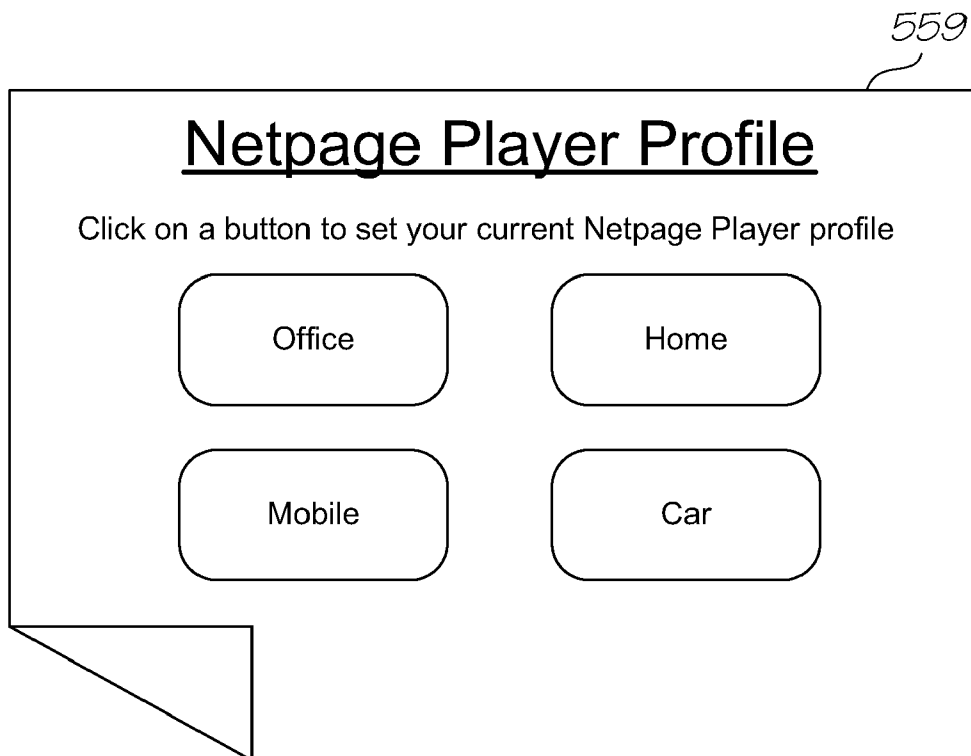 559
Netpage Player Profile
Click on a button to set your current Netpage Player profile
Office Home
Mobile Car